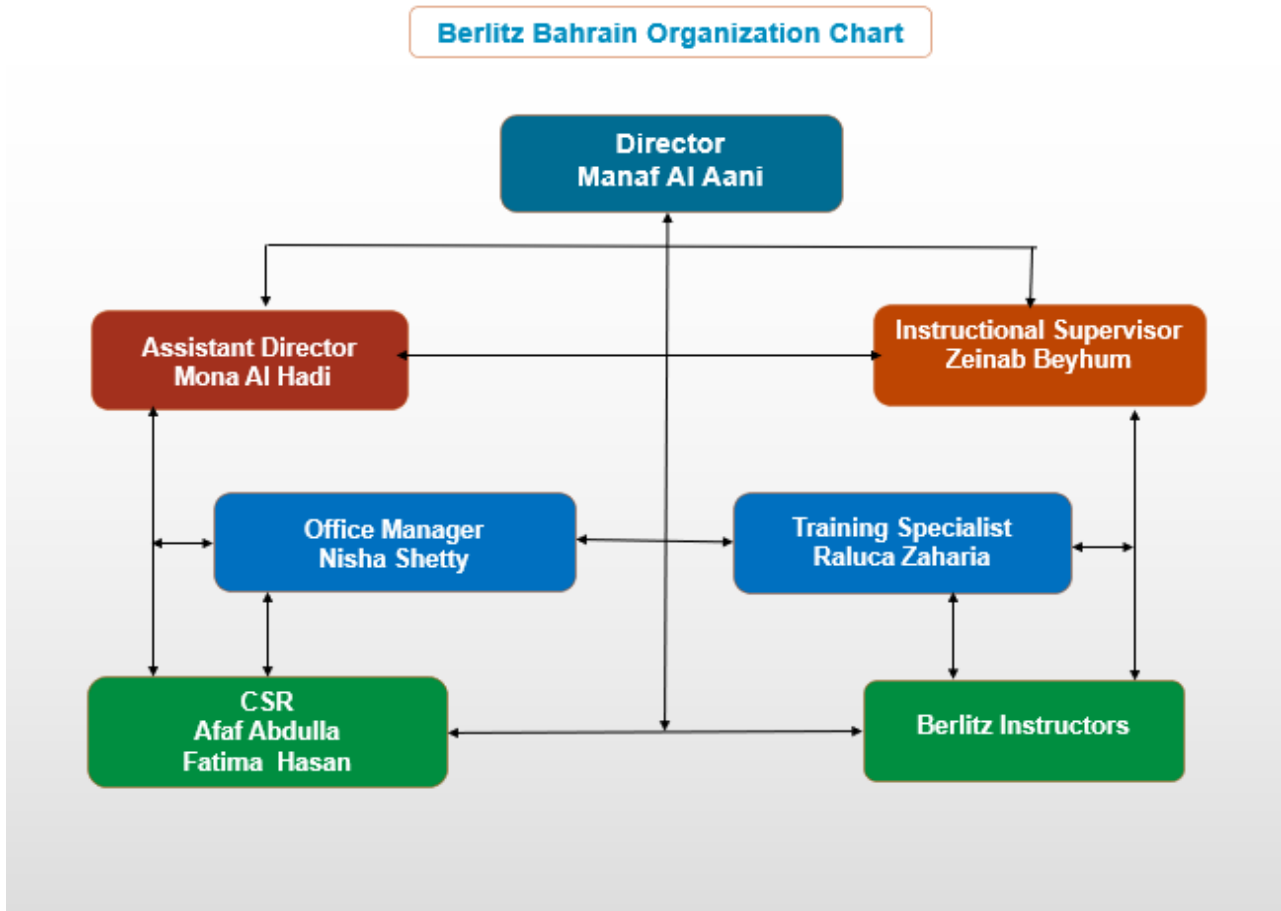 Berlitz Bahrain Organization Chart
Director
Manaf Al Aani
Assistant Director
Mona Al Hadi
Instructional Supervisor
Zeinab Beyhum
Office Manager
Nisha Shetty
Training Specialist
Raluca Zaharia
CSR
Afaf Abdulla
Fatima Hasan
Berlitz Instructors